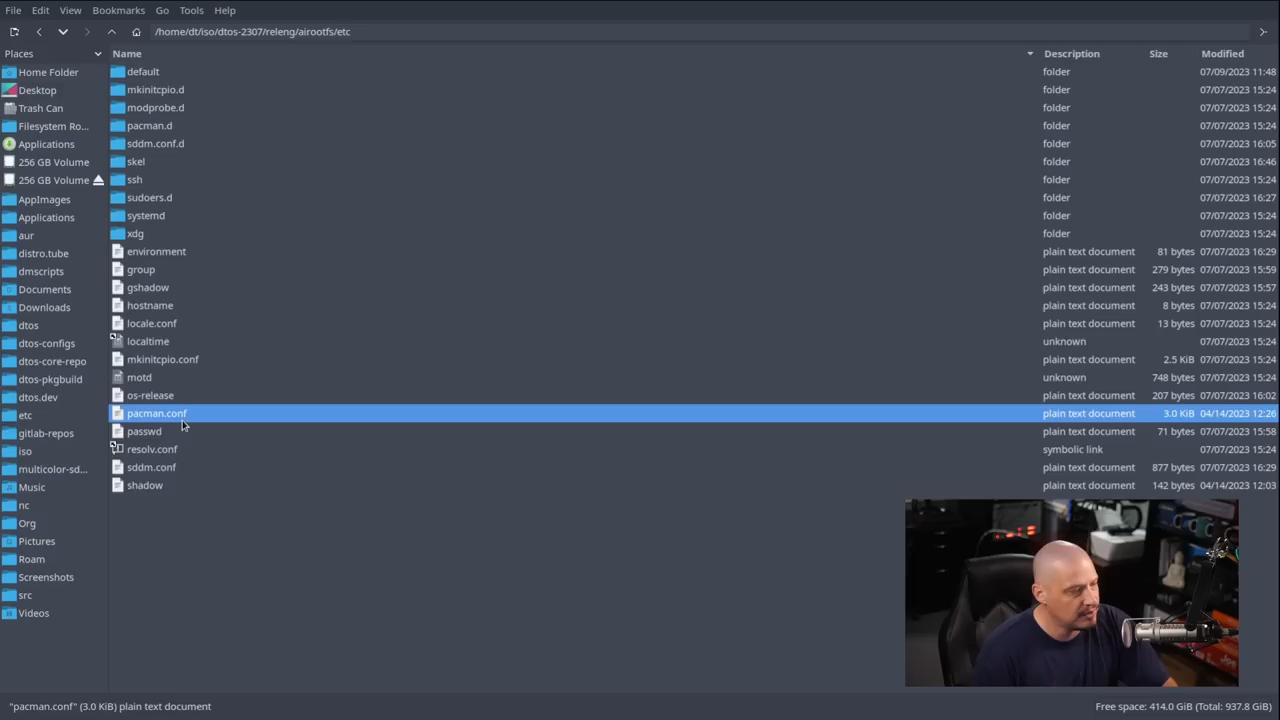 File Edit View Bookmarks Go Tools Help
/home/dt/iso/dtos-2307/releng/airootfs/etc
Places
Name Description Size Modified
Home Folder
Desktop
Trash Can
Filesystem Ro...
Applications
256 GB Volume
256 GB Volume
AppImages
Applications
aur
distro.tube
dmscripts
Documents
Downloads
dtos
dtos-configs
dtos-core-repo
dtos-pkgbuild
dtos.dev
etc
gitlab-repos
iso
multicolor-sd...
Music
nc
Org
Pictures
Roam
Screenshots
src
Videos
default folder 07/09/2023 11:48
mkinitcpio.d folder 07/07/2023 15:24
modprobe.d folder 07/07/2023 15:24
pacman.d folder 07/07/2023 15:24
sddm.conf.d folder 07/07/2023 16:05
skel folder 07/07/2023 16:46
ssh folder 07/07/2023 15:24
sudoers.d folder 07/07/2023 16:27
systemd folder 07/07/2023 15:24
xdg folder 07/07/2023 15:24
environment plain text document 81 bytes 07/07/2023 16:29
group plain text document 279 bytes 07/07/2023 15:59
gshadow plain text document 243 bytes 07/07/2023 15:57
hostname plain text document 8 bytes 07/07/2023 15:24
locale.conf plain text document 13 bytes 07/07/2023 15:24
localtime unknown 07/07/2023 15:24
mkinitcpio.conf plain text document 2.5 KiB 07/07/2023 15:24
motd unknown 748 bytes 07/07/2023 15:24
os-release plain text document 207 bytes 07/07/2023 16:02
pacman.conf plain text document 3.0 KiB 04/14/2023 12:26
passwd plain text document 71 bytes 07/07/2023 15:58
resolv.conf symbolic link 07/07/2023 15:24
sddm.conf plain text document 877 bytes 07/07/2023 16:29
shadow plain text document 142 bytes 04/14/2023 12:03
"pacman.conf" (3.0 KiB) plain text document
Free space: 414.0 GiB (Total: 937.8 GiB)